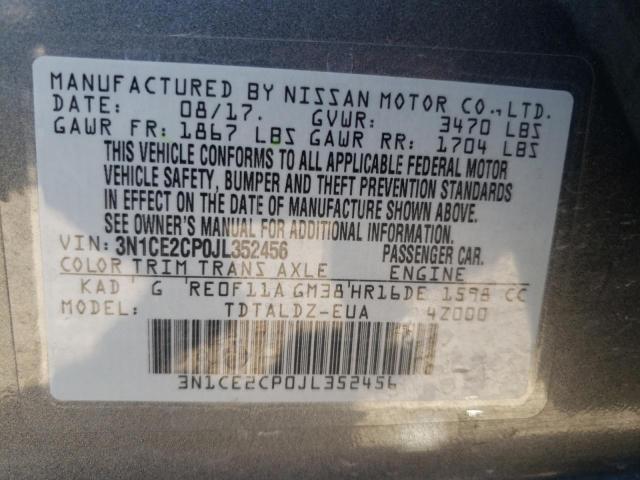 MANUFACTURED BY NISSAN MOTOR CO., LTD.
DATE: 08/17. GVWR: 3470 LBS
GAWR FR: 1867 LBS GAWR RR: 1704 LBS
THIS VEHICLE CONFORMS TO ALL APPLICABLE FEDERAL MOTOR
VEHICLE SAFETY, BUMPER AND THEFT PREVENTION STANDARDS
IN EFFECT ON THE DATE OF MANUFACTURE SHOWN ABOVE.
SEE OWNER'S MANUAL FOR ADDITIONAL INFORMATION.
VIN: 3N1CE2CP0JL352456 PASSENGER CAR.
COLOR TRIM TRANS AXLE ENGINE
KAD G RE0F11A GM38 HR16DE 1598 CC
MODEL: TDTALDZ-EUA 4Z000
3N1CE2CP0JL352456